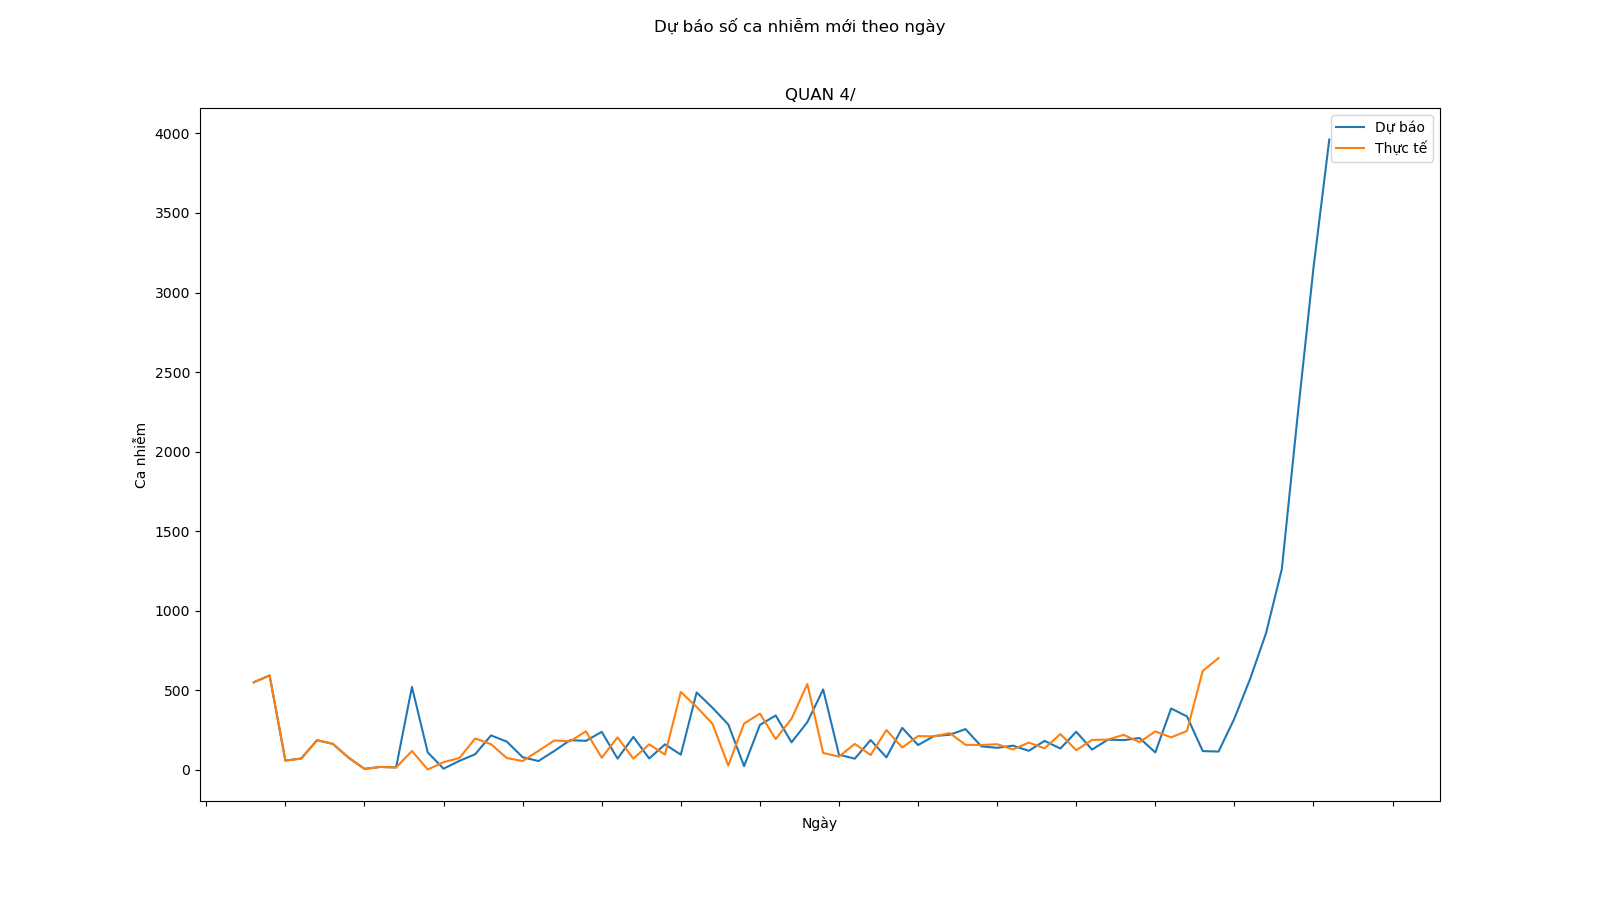 Dự báo số ca nhiễm mới theo ngày
QUAN 4/
4000
3500
3000
2500
2000
1500
1000
500
0
Ca nhiễm
Ngày
Dự báo
Thực tế